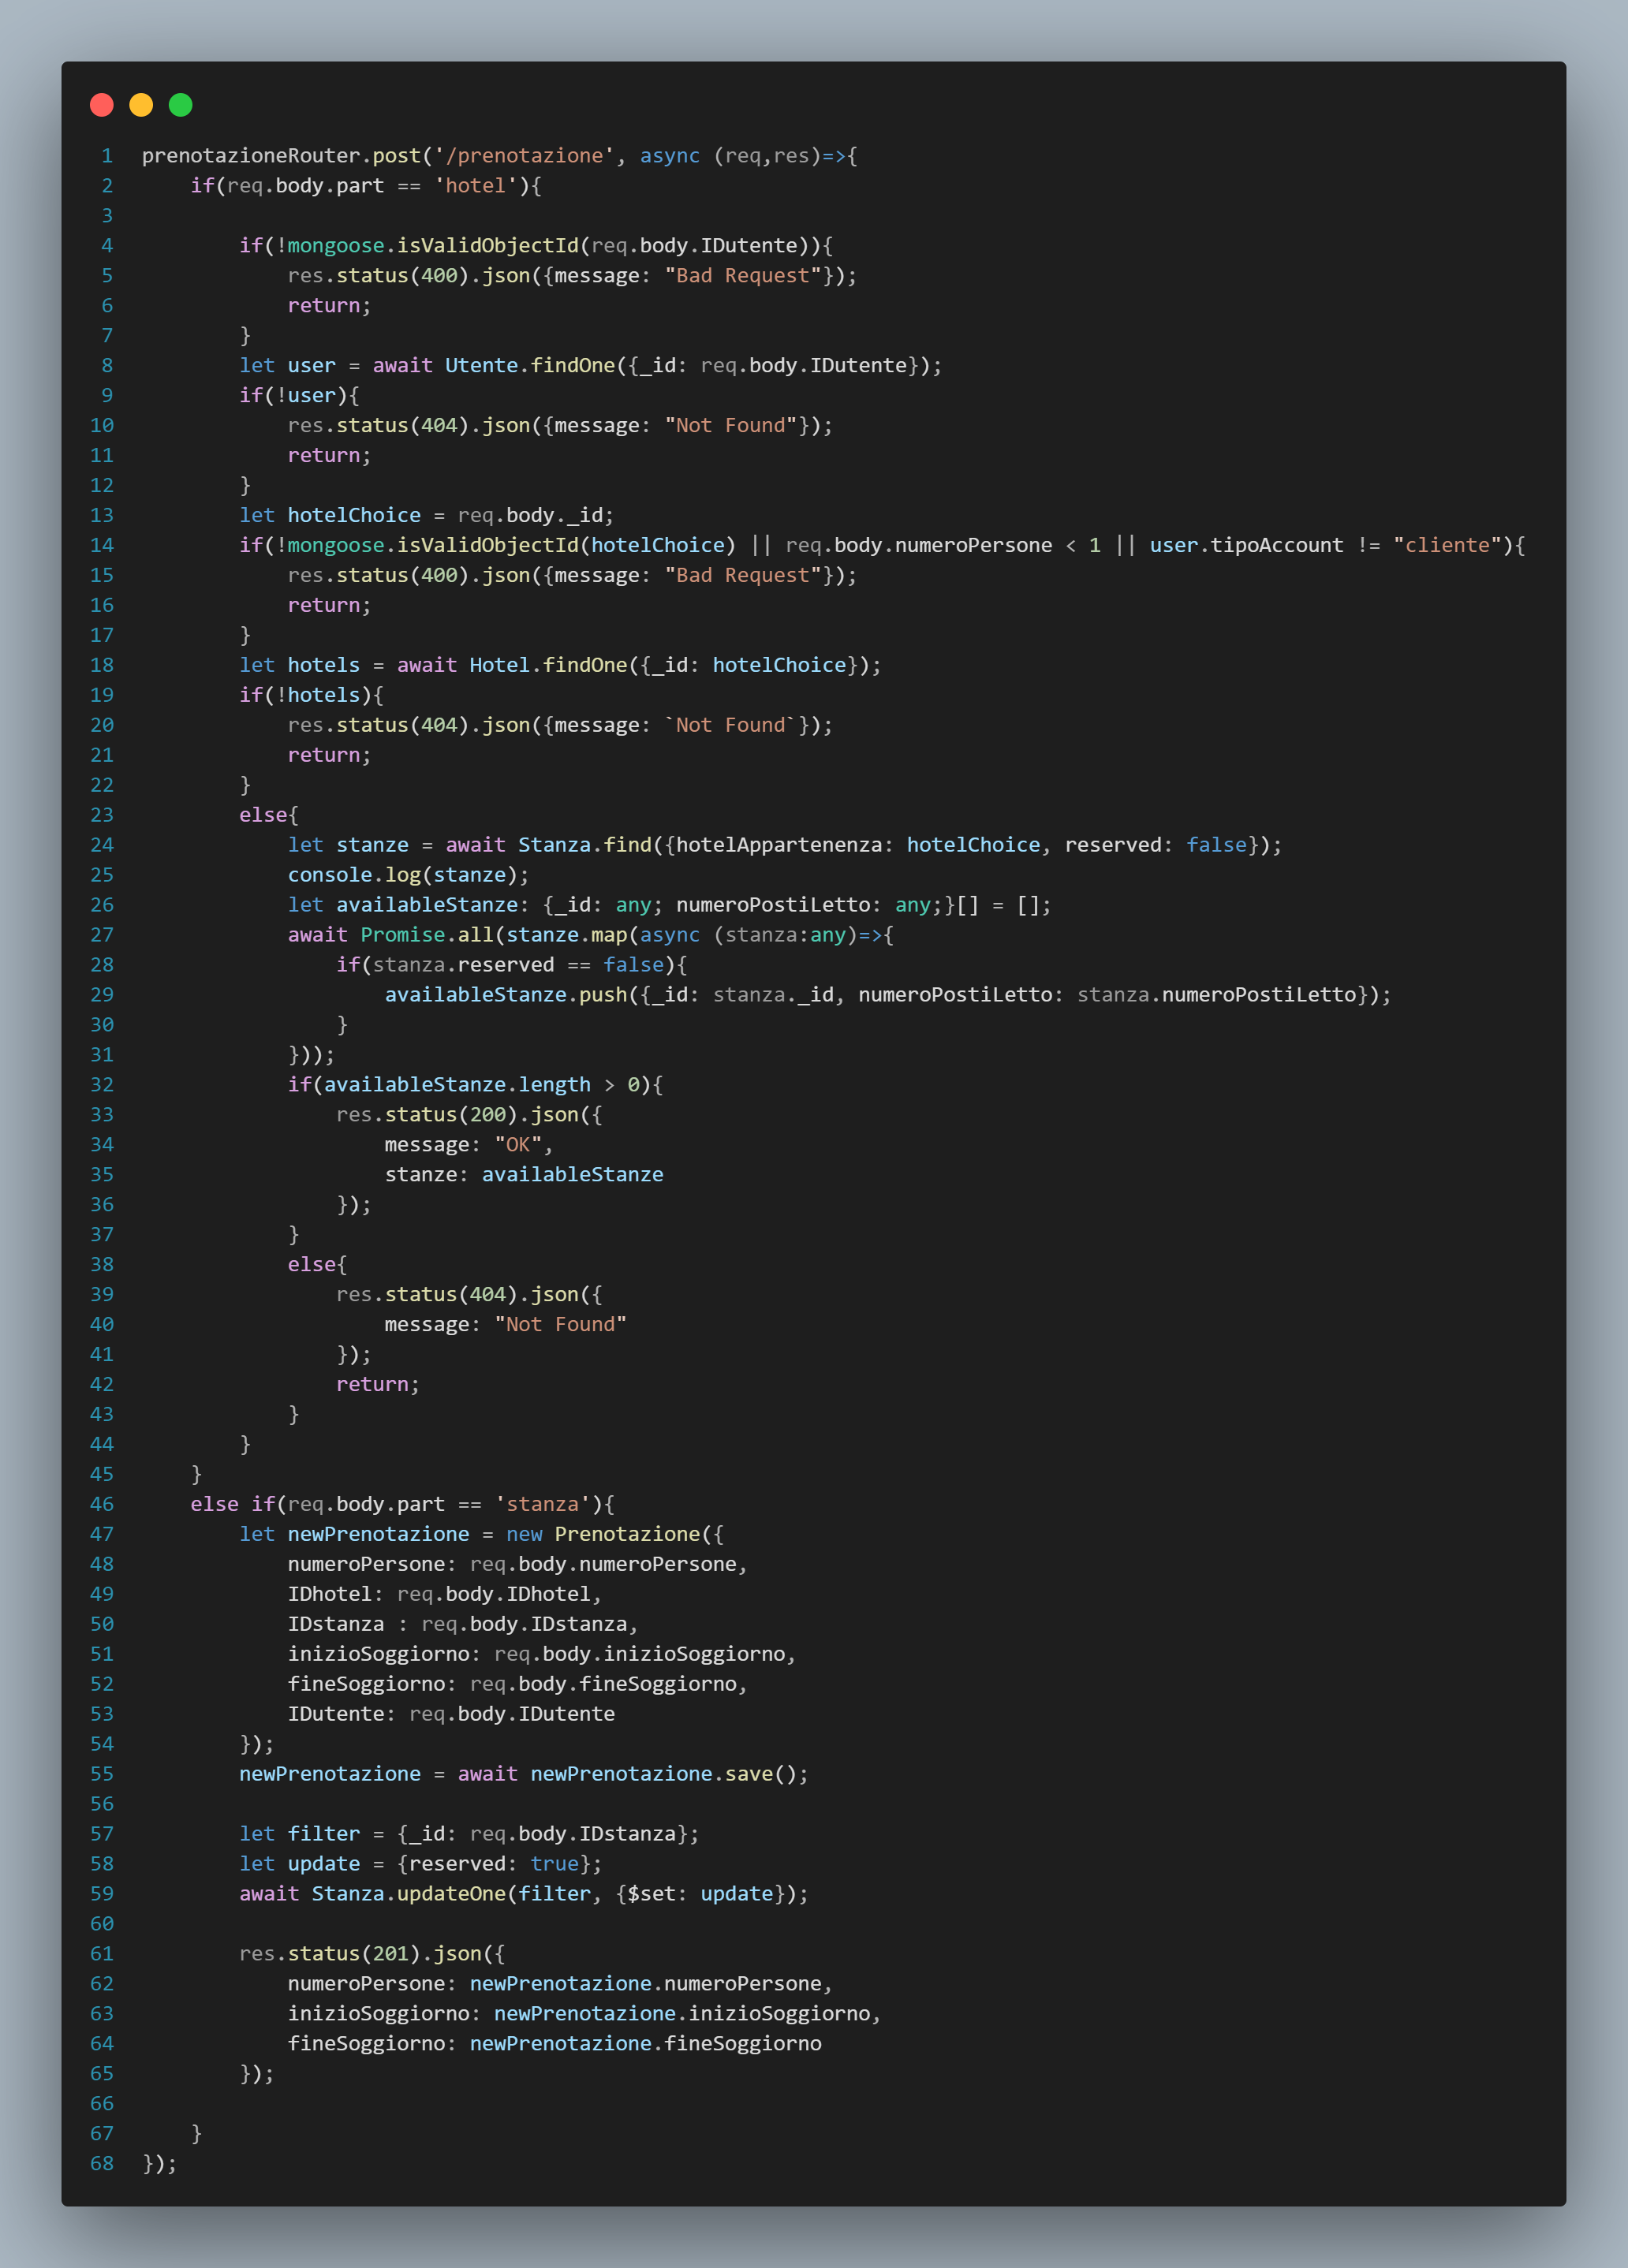 1 prenotazioneRouter.post('/prenotazione', async (req,res)=>{
2     if(req.body.part == 'hotel'){
3
4         if(!mongoose.isValidObjectId(req.body.IDutente)){
5             res.status(400).json({message: "Bad Request"});
6             return;
7         }
8         let user = await Utente.findOne({_id: req.body.IDutente});
9         if(!user){
10             res.status(404).json({message: "Not Found"});
11             return;
12         }
13         let hotelChoice = req.body._id;
14         if(!mongoose.isValidObjectId(hotelChoice) || req.body.numeroPersone < 1 || user.tipoAccount != "cliente"){
15             res.status(400).json({message: "Bad Request"});
16             return;
17         }
18         let hotels = await Hotel.findOne({_id: hotelChoice});
19         if(!hotels){
20             res.status(404).json({message: `Not Found`});
21             return;
22         }
23         else{
24             let stanze = await Stanza.find({hotelAppartenenza: hotelChoice, reserved: false});
25             console.log(stanze);
26             let availableStanze: {_id: any; numeroPostiLetto: any;}[] = [];
27             await Promise.all(stanze.map(async (stanza:any)=>{
28                 if(stanza.reserved == false){
29                     availableStanze.push({_id: stanza._id, numeroPostiLetto: stanza.numeroPostiLetto});
30                 }
31             }));
32             if(availableStanze.length > 0){
33                 res.status(200).json({
34                     message: "OK",
35                     stanze: availableStanze
36                 });
37             }
38             else{
39                 res.status(404).json({
40                     message: "Not Found"
41                 });
42                 return;
43             }
44         }
45     }
46     else if(req.body.part == 'stanza'){
47         let newPrenotazione = new Prenotazione({
48             numeroPersone: req.body.numeroPersone,
49             IDhotel: req.body.IDhotel,
50             IDstanza : req.body.IDstanza,
51             inizioSoggiorno: req.body.inizioSoggiorno,
52             fineSoggiorno: req.body.fineSoggiorno,
53             IDutente: req.body.IDutente
54         });
55         newPrenotazione = await newPrenotazione.save();
56
57         let filter = {_id: req.body.IDstanza};
58         let update = {reserved: true};
59         await Stanza.updateOne(filter, {$set: update});
60
61         res.status(201).json({
62             numeroPersone: newPrenotazione.numeroPersone,
63             inizioSoggiorno: newPrenotazione.inizioSoggiorno,
64             fineSoggiorno: newPrenotazione.fineSoggiorno
65         });
66
67     }
68 });